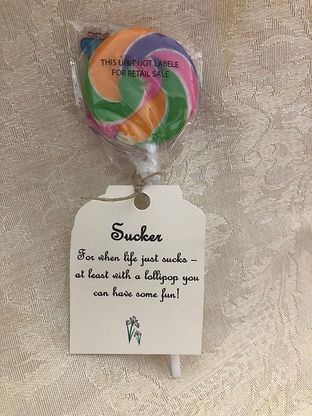 THIS UNIT NOT LABELE
FOR RETAIL SALE
Sucker
For when life just sucks –
at least with a lollipop you
can have some fun!